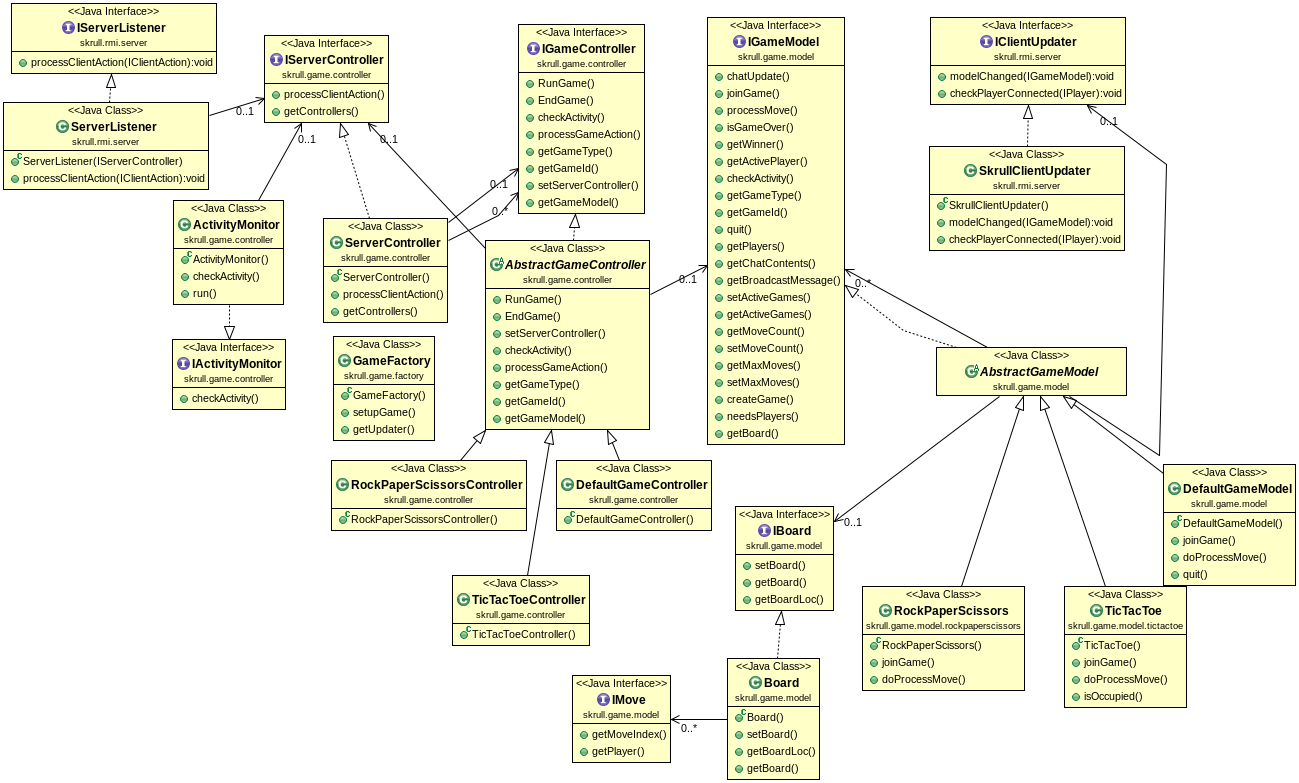 <<Java Interface>>
IServerListener
skrull.rmi.server
processClientAction(IClientAction):void
<<Java Class>>
ServerListener
skrull.rmi.server
ServerListener(IServerController)
processClientAction(IClientAction):void
0..1
<<Java Interface>>
IServerController
skrull.game.controller
processClientAction()
getControllers()
0..1
0..1
<<Java Class>>
ActivityMonitor
skrull.game.controller
ActivityMonitor()
checkActivity()
run()
<<Java Interface>>
IActivityMonitor
skrull.game.controller
checkActivity()
<<Java Class>>
ServerController
skrull.game.controller
ServerController()
processClientAction()
getControllers()
0..1
0..*
<<Java Class>>
GameFactory
skrull.game.factory
GameFactory()
setupGame()
getUpdater()
<<Java Interface>>
IGameController
skrull.game.controller
RunGame()
EndGame()
checkActivity()
processGameAction()
getGameType()
getGameId()
setServerController()
getGameModel()
<<Java Class>>
AbstractGameController
skrull.game.controller
RunGame()
EndGame()
setServerController()
checkActivity()
processGameAction()
getGameType()
getGameId()
getGameModel()
0..1
<<Java Class>>
RockPaperScissorsController
skrull.game.controller
RockPaperScissorsController()
<<Java Class>>
DefaultGameController
skrull.game.controller
DefaultGameController()
<<Java Class>>
TicTacToeController
skrull.game.controller
TicTacToeController()
<<Java Interface>>
IGameModel
skrull.game.model
chatUpdate()
joinGame()
processMove()
isGameOver()
getWinner()
getActivePlayer()
checkActivity()
getGameType()
getGameId()
quit()
getPlayers()
getChatContents()
getBroadcastMessage()
setActiveGames()
getActiveGames()
getMoveCount()
setMoveCount()
getMaxMoves()
setMaxMoves()
createGame()
needsPlayers()
getBoard()
<<Java Interface>>
IClientUpdater
skrull.rmi.server
modelChanged(IGameModel):void
checkPlayerConnected(IPlayer):void
0..1
<<Java Class>>
SkrullClientUpdater
skrull.rmi.server
SkrullClientUpdater()
modelChanged(IGameModel):void
checkPlayerConnected(IPlayer):void
0..*
<<Java Class>>
AbstractGameModel
skrull.game.model
<<Java Class>>
DefaultGameModel
skrull.game.model
DefaultGameModel()
joinGame()
doProcessMove()
quit()
<<Java Interface>>
IBoard
skrull.game.model
setBoard()
getBoard()
getBoardLoc()
0..1
<<Java Class>>
RockPaperScissors
skrull.game.model.rockpaperscissors
RockPaperScissors()
joinGame()
doProcessMove()
<<Java Class>>
TicTacToe
skrull.game.model.tictactoe
TicTacToe()
joinGame()
doProcessMove()
isOccupied()
<<Java Interface>>
IMove
skrull.game.model
getMoveIndex()
getPlayer()
0..*
<<Java Class>>
Board
skrull.game.model
Board()
setBoard()
getBoardLoc()
getBoard()